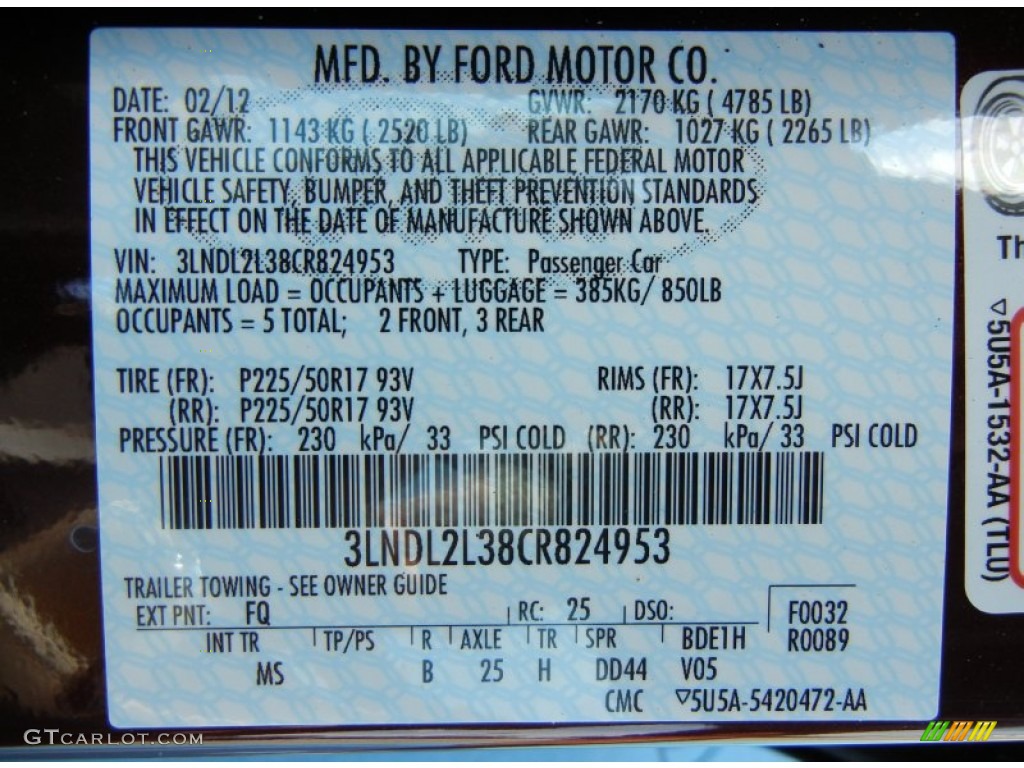 MFD. BY FORD MOTOR CO.
DATE: 02/12 GVWR: 2170 KG ( 4785 LB)
FRONT GAWR: 1143 KG ( 2520 LB) REAR GAWR: 1027 KG ( 2265 LB)
THIS VEHICLE CONFORMS TO ALL APPLICABLE FEDERAL MOTOR
VEHICLE SAFETY, BUMPER, AND THEFT PREVENTION STANDARDS
IN EFFECT ON THE DATE OF MANUFACTURE SHOWN ABOVE.
VIN: 3LNDL2L38CR824953 TYPE: Passenger Car
MAXIMUM LOAD = OCCUPANTS + LUGGAGE = 385KG/ 850LB
OCCUPANTS = 5 TOTAL; 2 FRONT, 3 REAR
TIRE (FR): P225/50R17 93V RIMS (FR): 17X7.5J
(RR): P225/50R17 93V (RR): 17X7.5J
PRESSURE (FR): 230 kPa/ 33 PSI COLD (RR): 230 kPa/ 33 PSI COLD
3LNDL2L38CR824953
TRAILER TOWING - SEE OWNER GUIDE
EXT PNT: FQ RC: 25 DSO: F0032
INT TR TP/PS R AXLE TR SPR BDE1H R0089
MS B 25 H DD44 V05
CMC ▽5U5A-5420472-AA
Th
▽5U5A-1532-AA (TLU)
GTCARLOT.COM